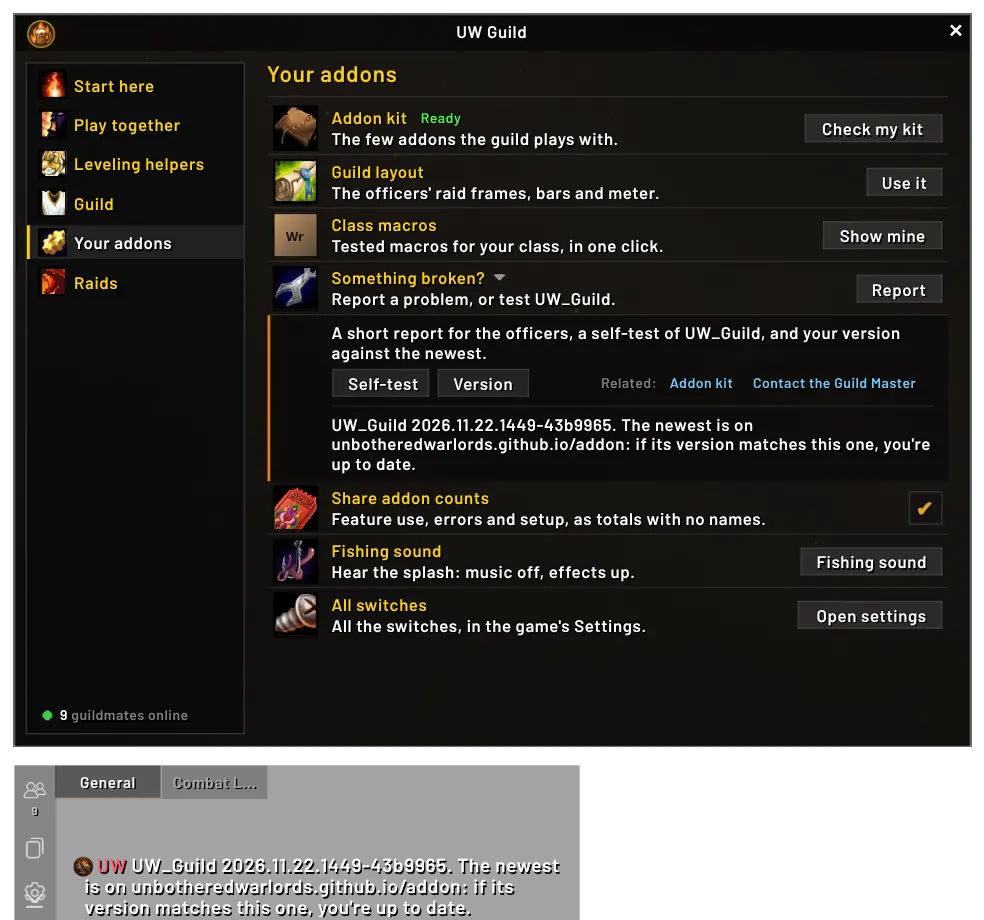 UW Guild
Start here
Play together
Leveling helpers
Guild
Your addons
Raids
9 guildmates online
Your addons
Addon kit Ready
The few addons the guild plays with.
Check my kit
Guild layout
The officers' raid frames, bars and meter.
Use it
Wr
Class macros
Tested macros for your class, in one click.
Show mine
Something broken?
Report a problem, or test UW_Guild.
Report
A short report for the officers, a self-test of UW_Guild, and your version
against the newest.
Self-test Version Related: Addon kit Contact the Guild Master
UW_Guild 2026.11.22.1449-43b9965. The newest is on
unbotheredwarlords.github.io/addon: if its version matches this one, you're
up to date.
Share addon counts
Feature use, errors and setup, as totals with no names.
Fishing sound
Hear the splash: music off, effects up.
Fishing sound
All switches
All the switches, in the game's Settings.
Open settings
General Combat L...
9
UW UW_Guild 2026.11.22.1449-43b9965. The newest
is on unbotheredwarlords.github.io/addon: if its
version matches this one, you're up to date.